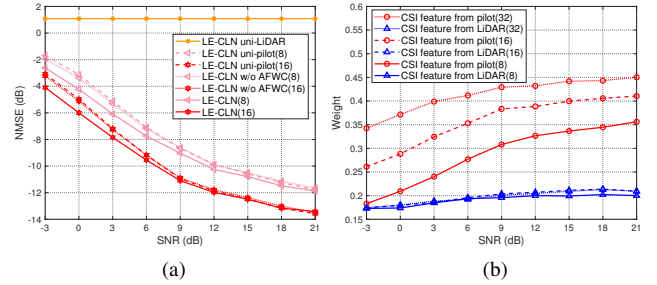 NMSE (dB)
2
0
-2
-4
-6
-8
-10
-12
-14
LE-CLN uni-LiDAR
LE-CLN uni-pilot(8)
LE-CLN uni-pilot(16)
LE-CLN w/o AFWC(8)
LE-CLN w/o AFWC(16)
LE-CLN(8)
LE-CLN(16)
-3 0 3 6 9 12 15 18 21
SNR (dB)
(a)
Weight
0.6
0.55
0.5
0.45
0.4
0.35
0.3
0.25
0.2
0.15
CSI feature from pilot(32)
CSI feature from LiDAR(32)
CSI feature from pilot(16)
CSI feature from LiDAR(16)
CSI feature from pilot(8)
CSI feature from LiDAR(8)
-3 0 3 6 9 12 15 18 21
SNR (dB)
(b)